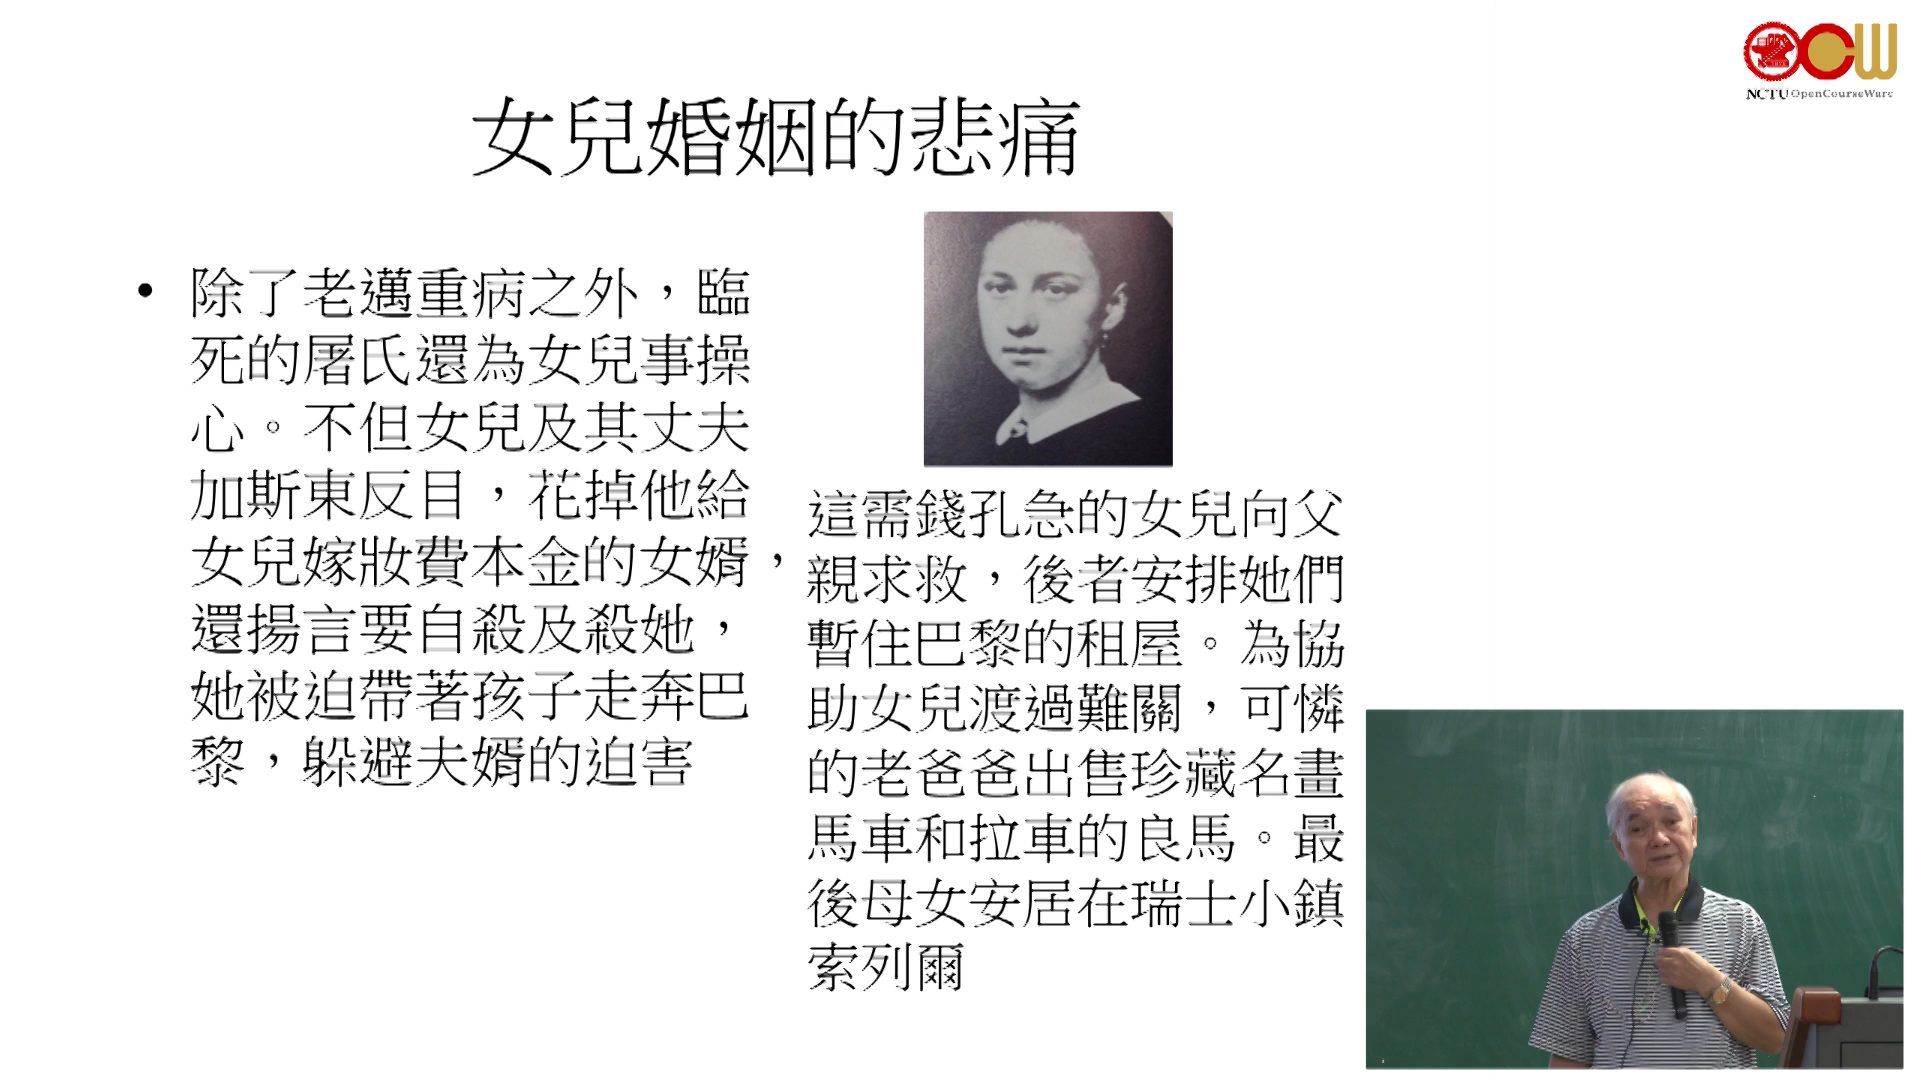 NCTU OpenCourseWare
女兒婚姻的悲痛
• 除了老邁重病之外，臨
死的屠氏還為女兒事操
心。不但女兒及其丈夫
加斯東反目，花掉他給
女兒嫁妝費本金的女婿，
還揚言要自殺及殺她，
她被迫帶著孩子走奔巴
黎，躲避夫婿的迫害
這需錢孔急的女兒向父
親求救，後者安排她們
暫住巴黎的租屋。為協
助女兒渡過難關，可憐
的老爸爸出售珍藏名畫
馬車和拉車的良馬。最
後母女安居在瑞士小鎮
索列爾